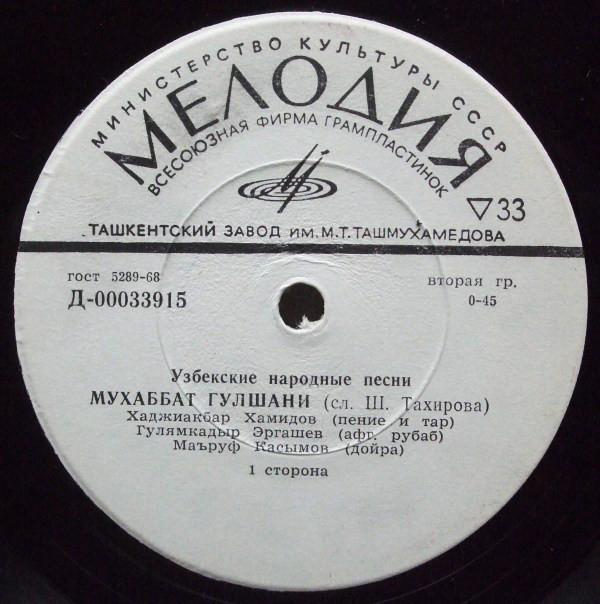 МИНИСТЕРСТВО КУЛЬТУРЫ СССР
МЕЛОДИЯ
ВСЕСОЮЗНАЯ ФИРМА ГРАМПЛАСТИНОК
33
ТАШКЕНТСКИЙ ЗАВОД ИМ. М.Т. ТАШМУХАМЕДОВА
гост 5289-68
Д-00033915
вторая гр.
0-45
Узбекские народные песни
МУХАББАТ ГУЛШАНИ (сл. Ш. Тахирова)
Хаджиакбар Хамидов (пение и тар)
Гулямкадыр Эргашев (афг. рубаб)
Маъруф Касымов (дойра)
1 сторона